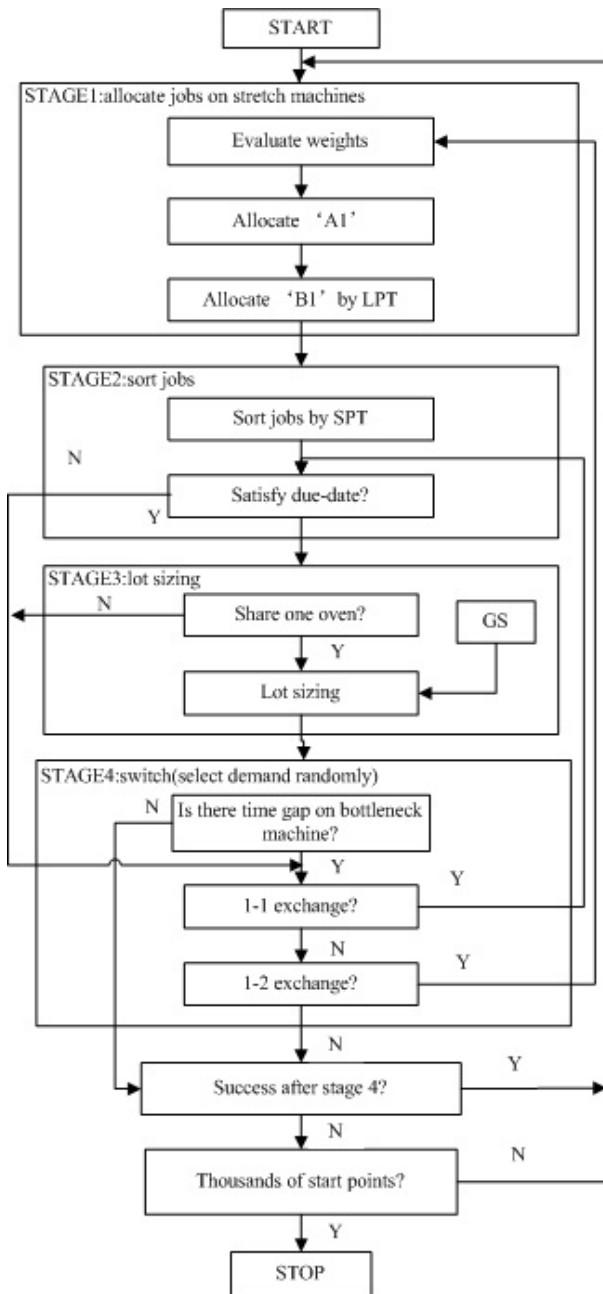 START
STAGE1:allocate jobs on stretch machines
Evaluate weights
Allocate ‘A1’
Allocate ‘B1’ by LPT
STAGE2:sort jobs
Sort jobs by SPT
N
Satisfy due-date?
Y
STAGE3:lot sizing
N
Share one oven?
GS
Y
Lot sizing
STAGE4:switch(select demand randomly)
N
Is there time gap on bottleneck
machine?
Y
Y
1-1 exchange?
N
Y
1-2 exchange?
N
Success after stage 4?
Y
N
N
Thousands of start points?
Y
STOP